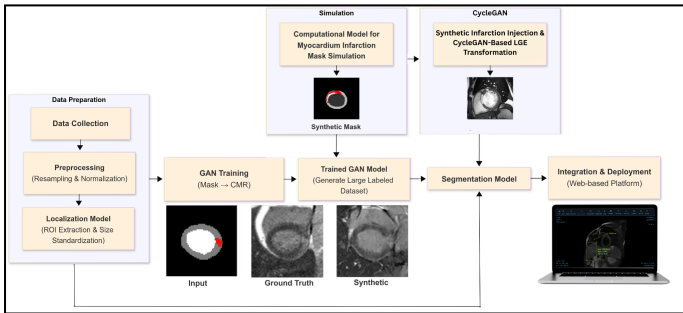 Simulation
Computational Model for
Myocardium Infarction
Mask Simulation
Synthetic Mask
CycleGAN
Synthetic Infarction Injection &
CycleGAN-Based LGE
Transformation
Data Preparation
Data Collection
Preprocessing
(Resampling & Normalization)
Localization Model
(ROI Extraction & Size
Standardization)
GAN Training
(Mask → CMR)
Trained GAN Model
(Generate Large Labeled
Dataset)
Segmentation Model
Integration & Deployment
(Web-based Platform)
Input
Ground Truth
Synthetic